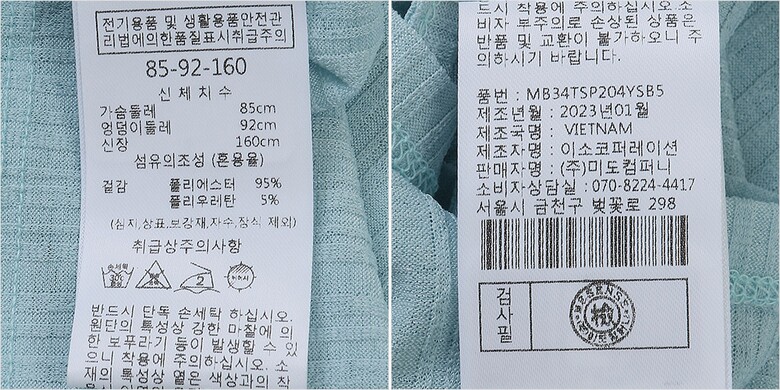 전기용품 및 생활용품안전관
리법에의한품질표시취급주의
85-92-160
신 체 치 수
가슴둘레 85cm
엉덩이둘레 92cm
신장 160cm
섬유의조성 (혼용율)
겉감 폴리에스터 95%
폴리우레탄 5%
(심지,상표,보강재,자수,장식 제외)
취급상주의사항
손세탁
반드시 단독 손세탁 하십시오.
원단의 특성상 강한 마찰에 의
한 보푸라기 등이 발생할 수 있
으니 착용에 주의하십시오. 소
재의 특성상 옅은 색상과의 착
드시 착용에 주의하십시오.소
비자 부주의로 손상된 상품은
반품 및 교환이 불가하오니 주
의하시기 바랍니다.
품번 : MB34TSP204YSB5
제조년월 : 2023년01월
제조국명 : VIETNAM
제조자명 : 이소코퍼레이션
판매자명 : (주)미도컴퍼니
소비자상담실 : 070-8224-4417
서울시 금천구 벚꽃로 298
검사필
檢